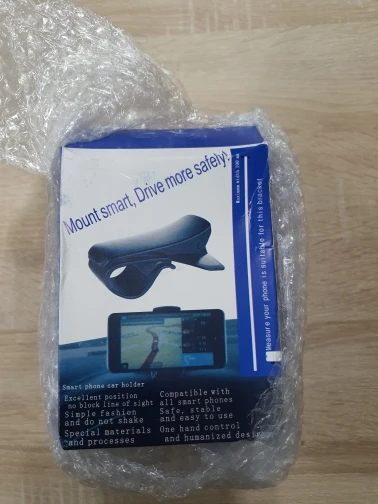 Mount smart, Drive more safely!
Measure your phone is suitable for this bracket
Smart phone car holder
Excellent position
no block line of sight
Simple fashion
and do not shake
Special materials
and processes
Compatible with
all smart phones
Safe, stable
and easy to use
One hand control
and humanized